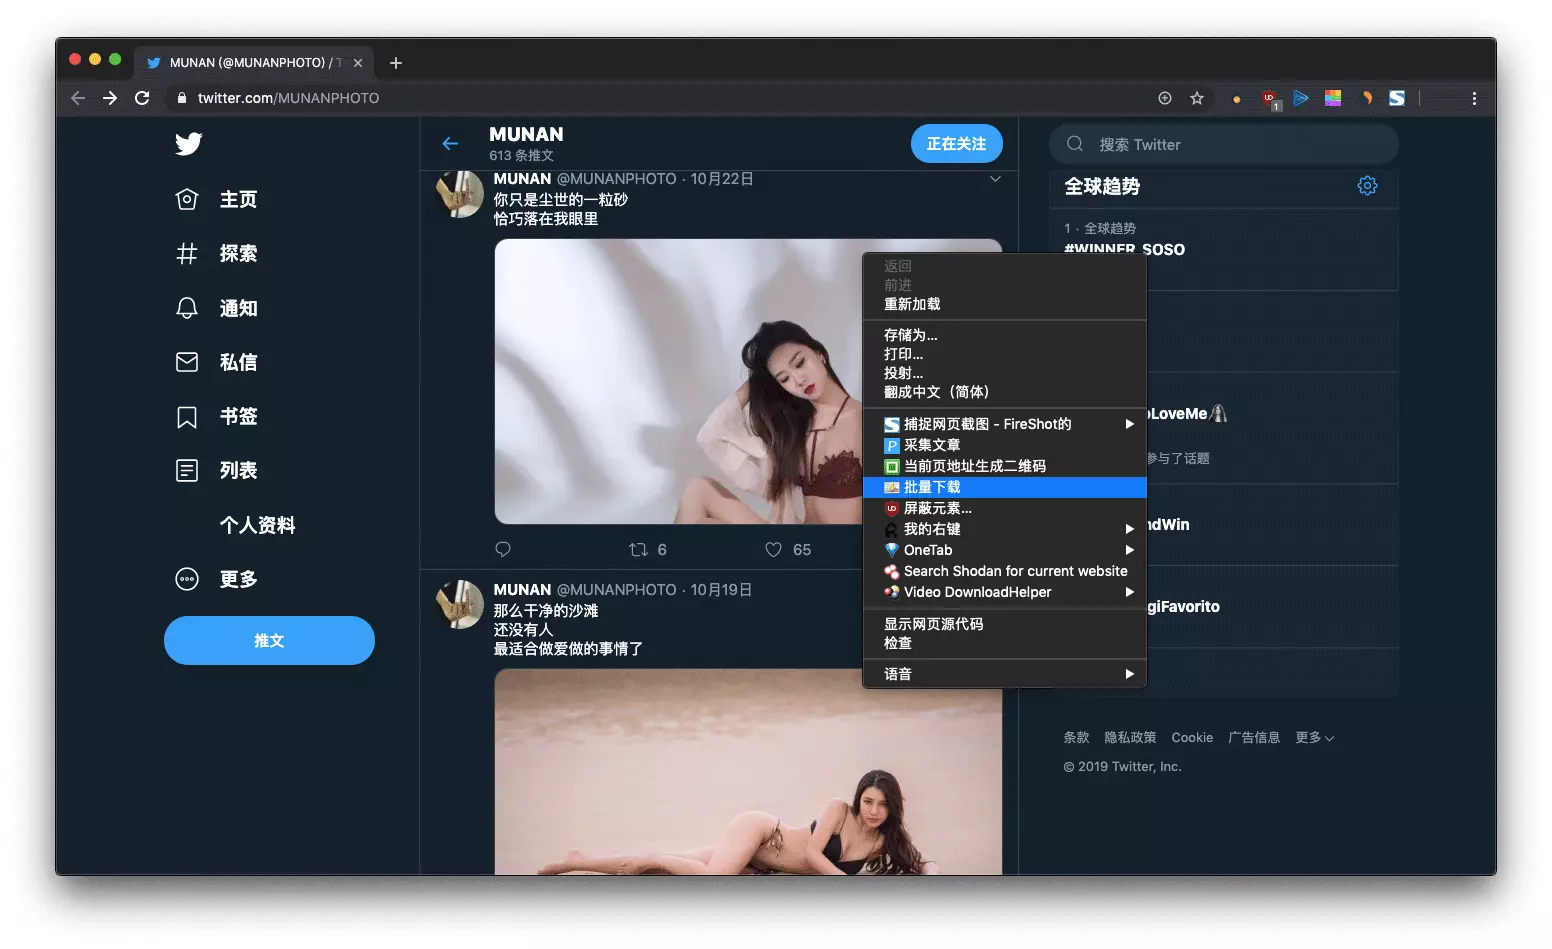 MUNAN (@MUNANPHOTO) / T
twitter.com/MUNANPHOTO
1
主页
探索
通知
私信
书签
列表
个人资料
更多
推文
MUNAN
613 条推文
正在关注
MUNAN @MUNANPHOTO · 10月22日
你只是尘世的一粒砂
恰巧落在我眼里
6
65
MUNAN @MUNANPHOTO · 10月19日
那么干净的沙滩
还没有人
最适合做爱做的事情了
返回
前进
重新加载
存储为...
打印...
投射...
翻成中文（简体）
捕捉网页截图 - FireShot的
采集文章
当前页地址生成二维码
批量下载
屏蔽元素...
我的右键
OneTab
Search Shodan for current website
Video DownloadHelper
显示网页源代码
检查
语音
搜索 Twitter
全球趋势
1 · 全球趋势
#WINNER_SOSO
oLoveMe
参与了话题
ndWin
giFavorito
条款 隐私政策 Cookie 广告信息 更多
© 2019 Twitter, Inc.